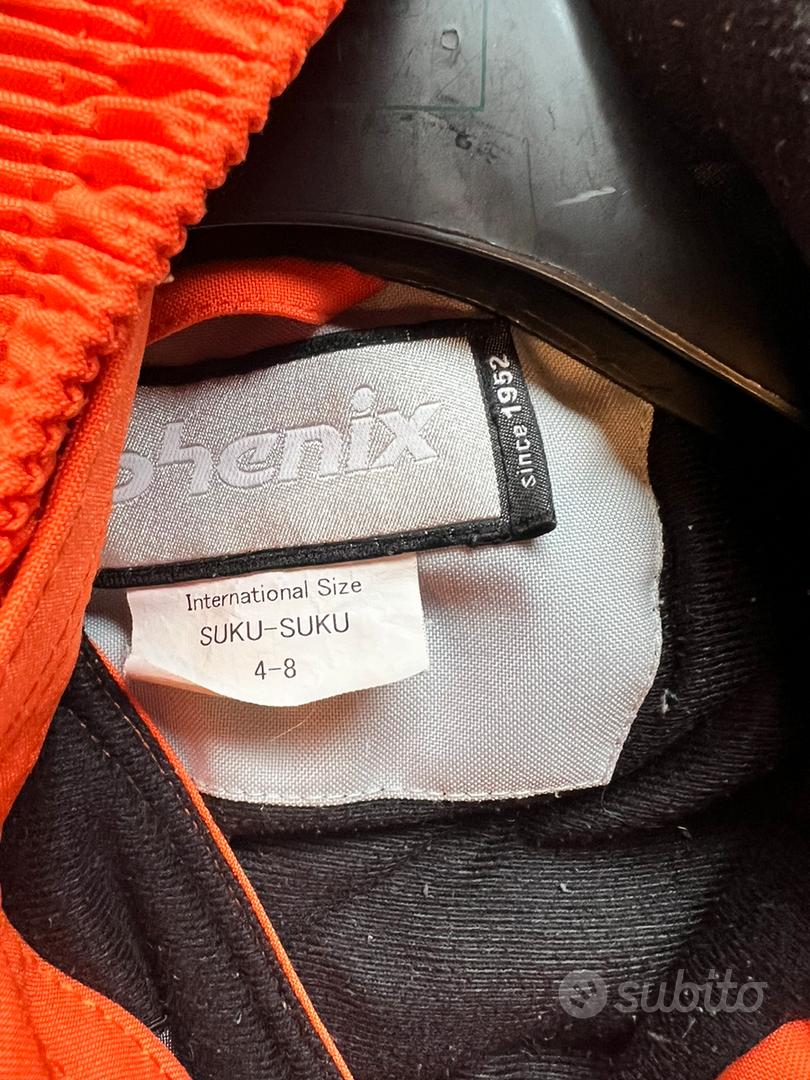 phenix
since 1952
International Size
SUKU-SUKU
4-8
subito